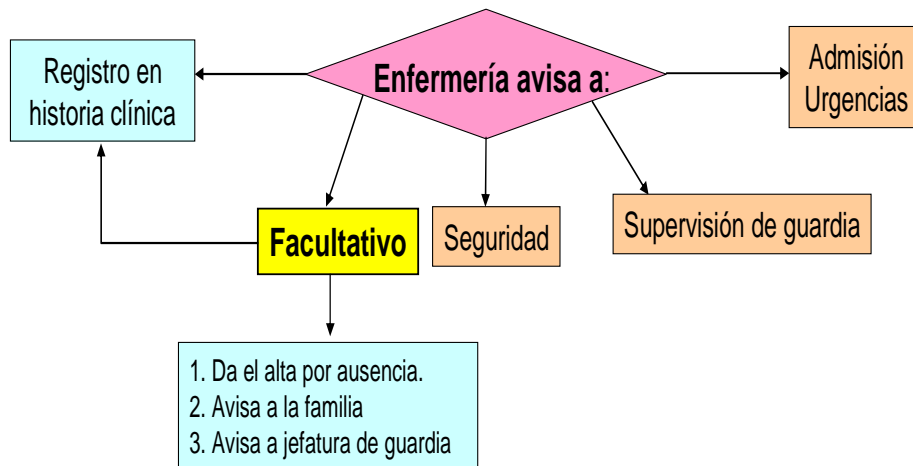 Registro en
historia clínica
Enfermería avisa a:
Admisión
Urgencias
Facultativo
Seguridad
Supervisión de guardia
1. Da el alta por ausencia.
2. Avisa a la familia
3. Avisa a jefatura de guardia